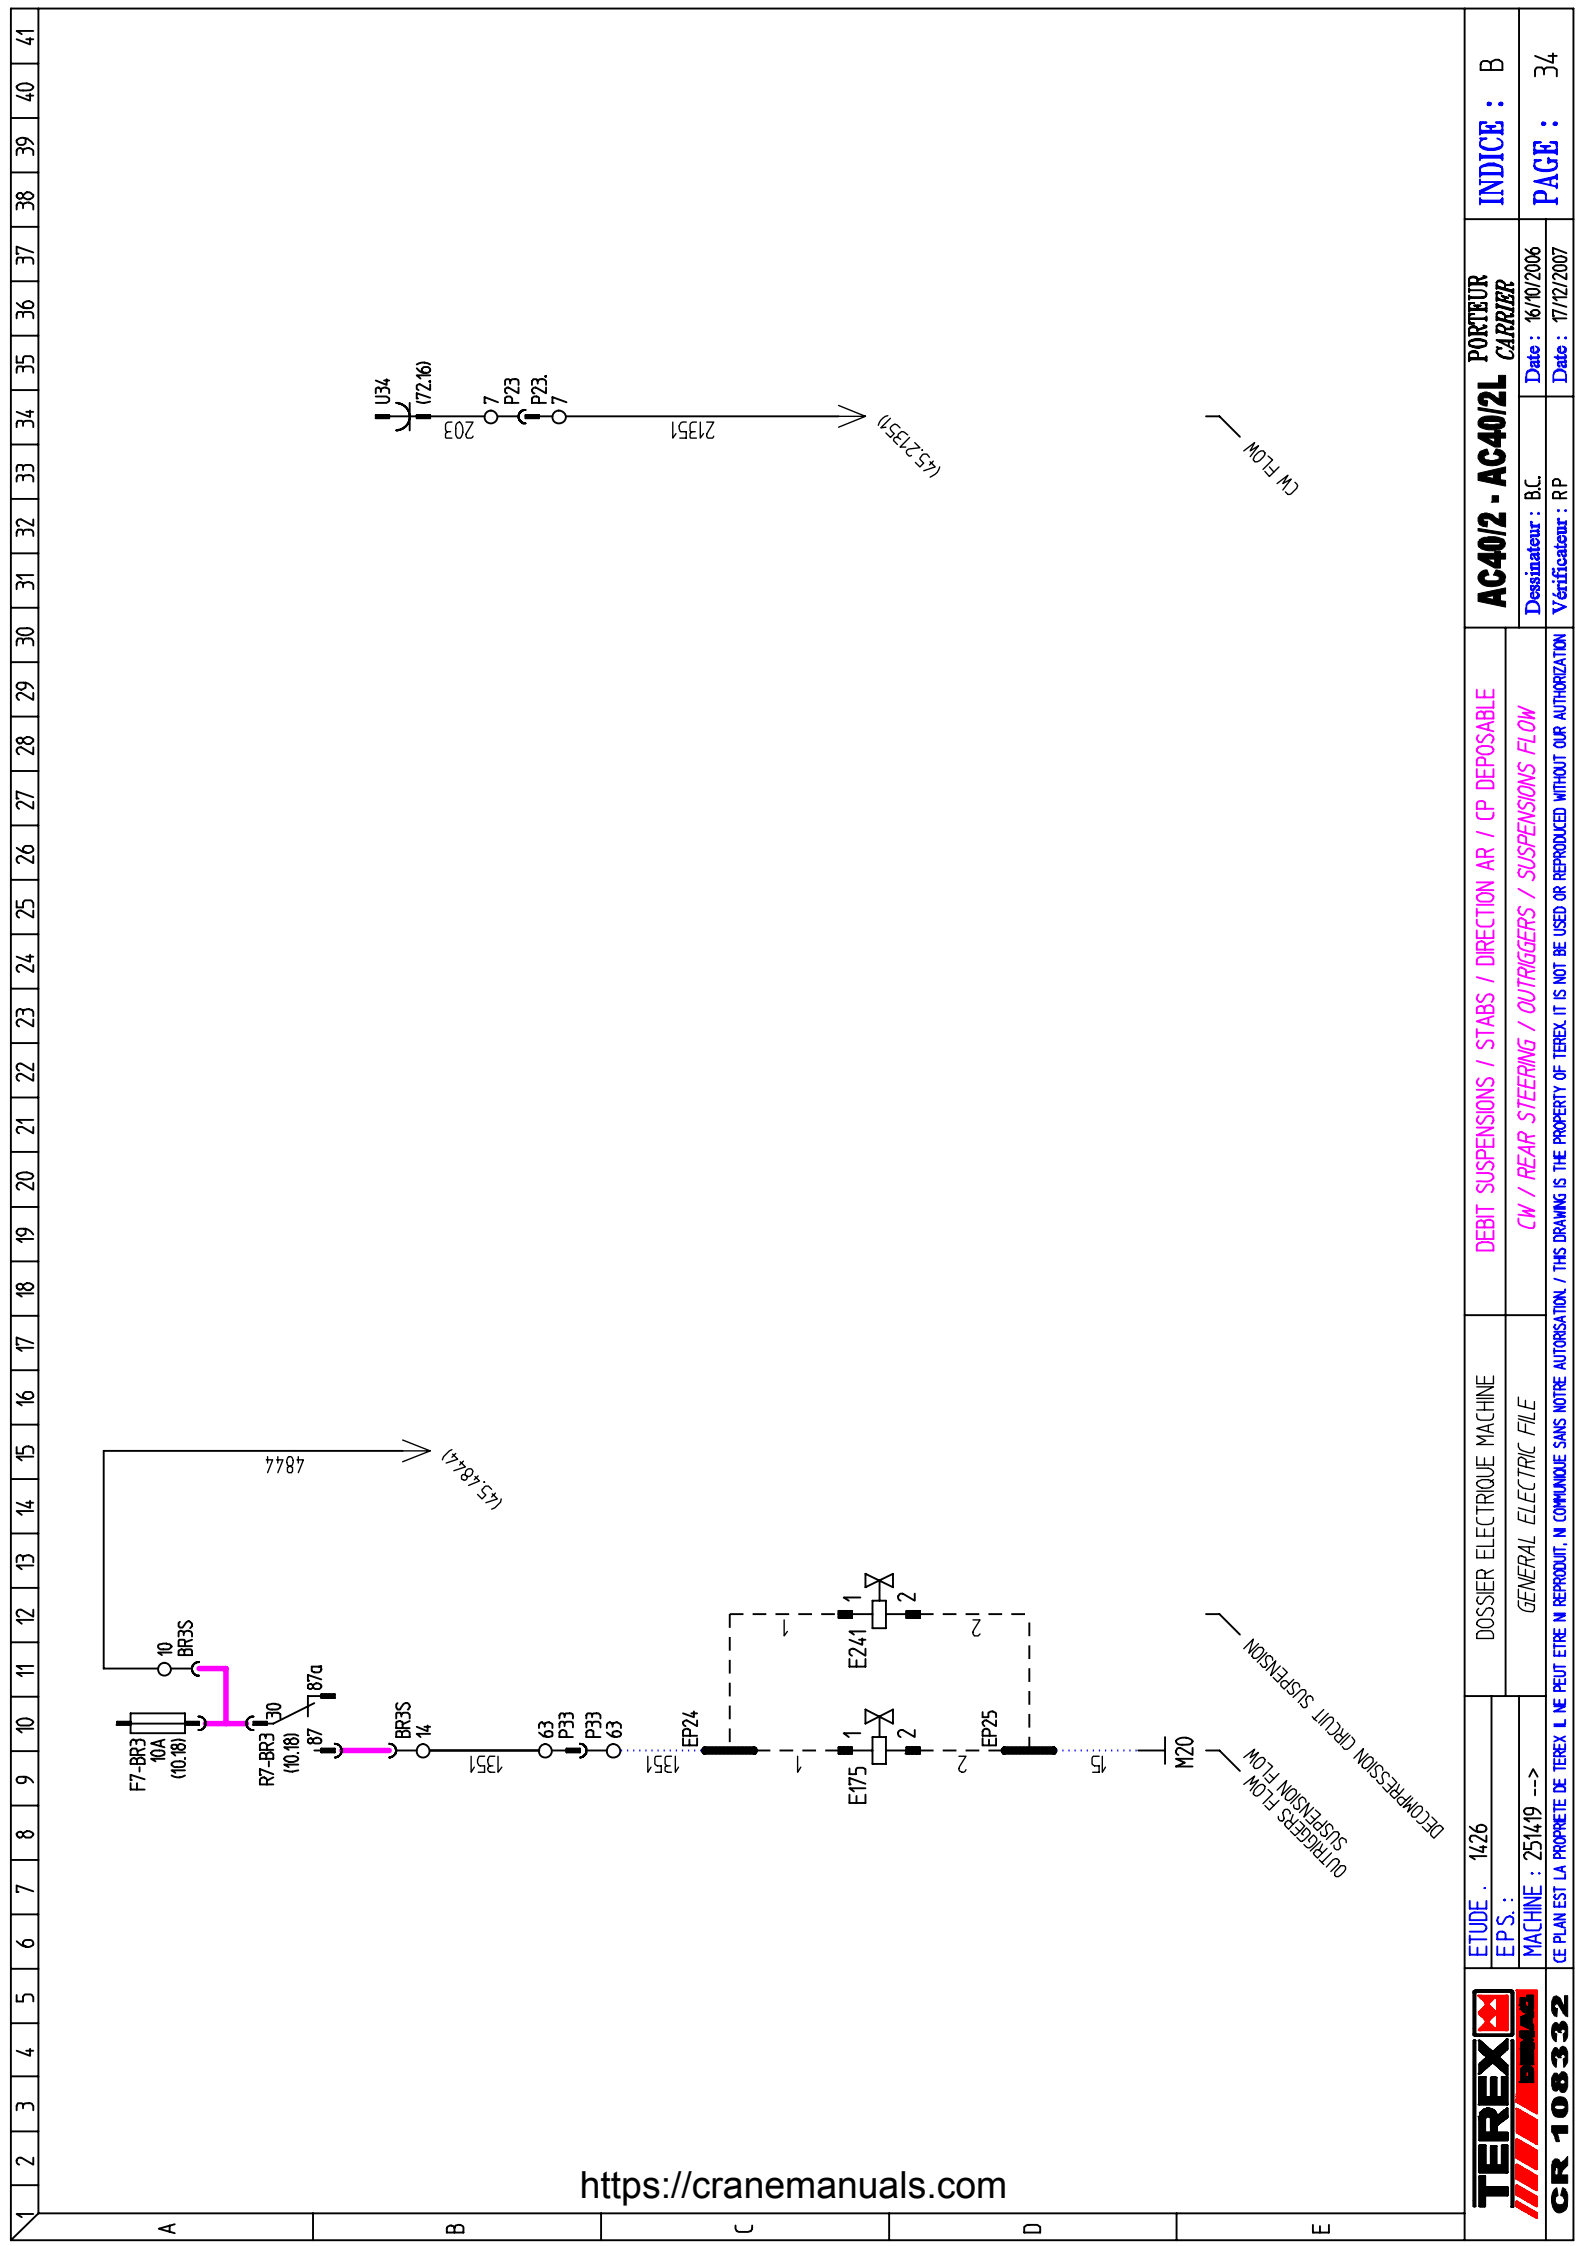 1 2 3 4 5 6 7 8 9 10 11 12 13 14 15 16 17 18 19 20 21 22 23 24 25 26 27 28 29 30 31 32 33 34 35 36 37 38 39 40 41
A
B
C
D
E
F7-BR3
10A
(10.18)
10
BR3S
4844
(45.4844)
R7-BR3
(10.18)
30
87
87a
BR3S
14
1351
63
P33
P33
63
1351
EP24
1
1
E175
1
2
E241
1
2
2
2
EP25
15
M20
OUTRIGGERS FLOW
SUSPENSION FLOW
DECOMPRESSION CIRCUIT SUSPENSION
U34
(72.16)
203
7
P23
P23.
7
21351
(45.21351)
CW FLOW
TEREX
DEMAG
CR 108332
ETUDE . 1426
E.P.S. :
MACHINE : 251419 -->
DOSSIER ELECTRIQUE MACHINE
GENERAL ELECTRIC FILE
DEBIT SUSPENSIONS / STABS / DIRECTION AR / CP DEPOSABLE
CW / REAR STEERING / OUTRIGGERS / SUSPENSIONS FLOW
AC40/2 - AC40/2L PORTEUR
CARRIER
Dessinateur : B.C. Date : 16/10/2006
Vérificateur : RP Date : 17/12/2007
INDICE : B
PAGE : 34
CE PLAN EST LA PROPRIETE DE TEREX IL NE PEUT ETRE NI REPRODUIT, NI COMMUNIQUE SANS NOTRE AUTORISATION. / THIS DRAWING IS THE PROPERTY OF TEREX. IT IS NOT BE USED OR REPRODUCED WITHOUT OUR AUTHORIZATION
https://cranemanuals.com